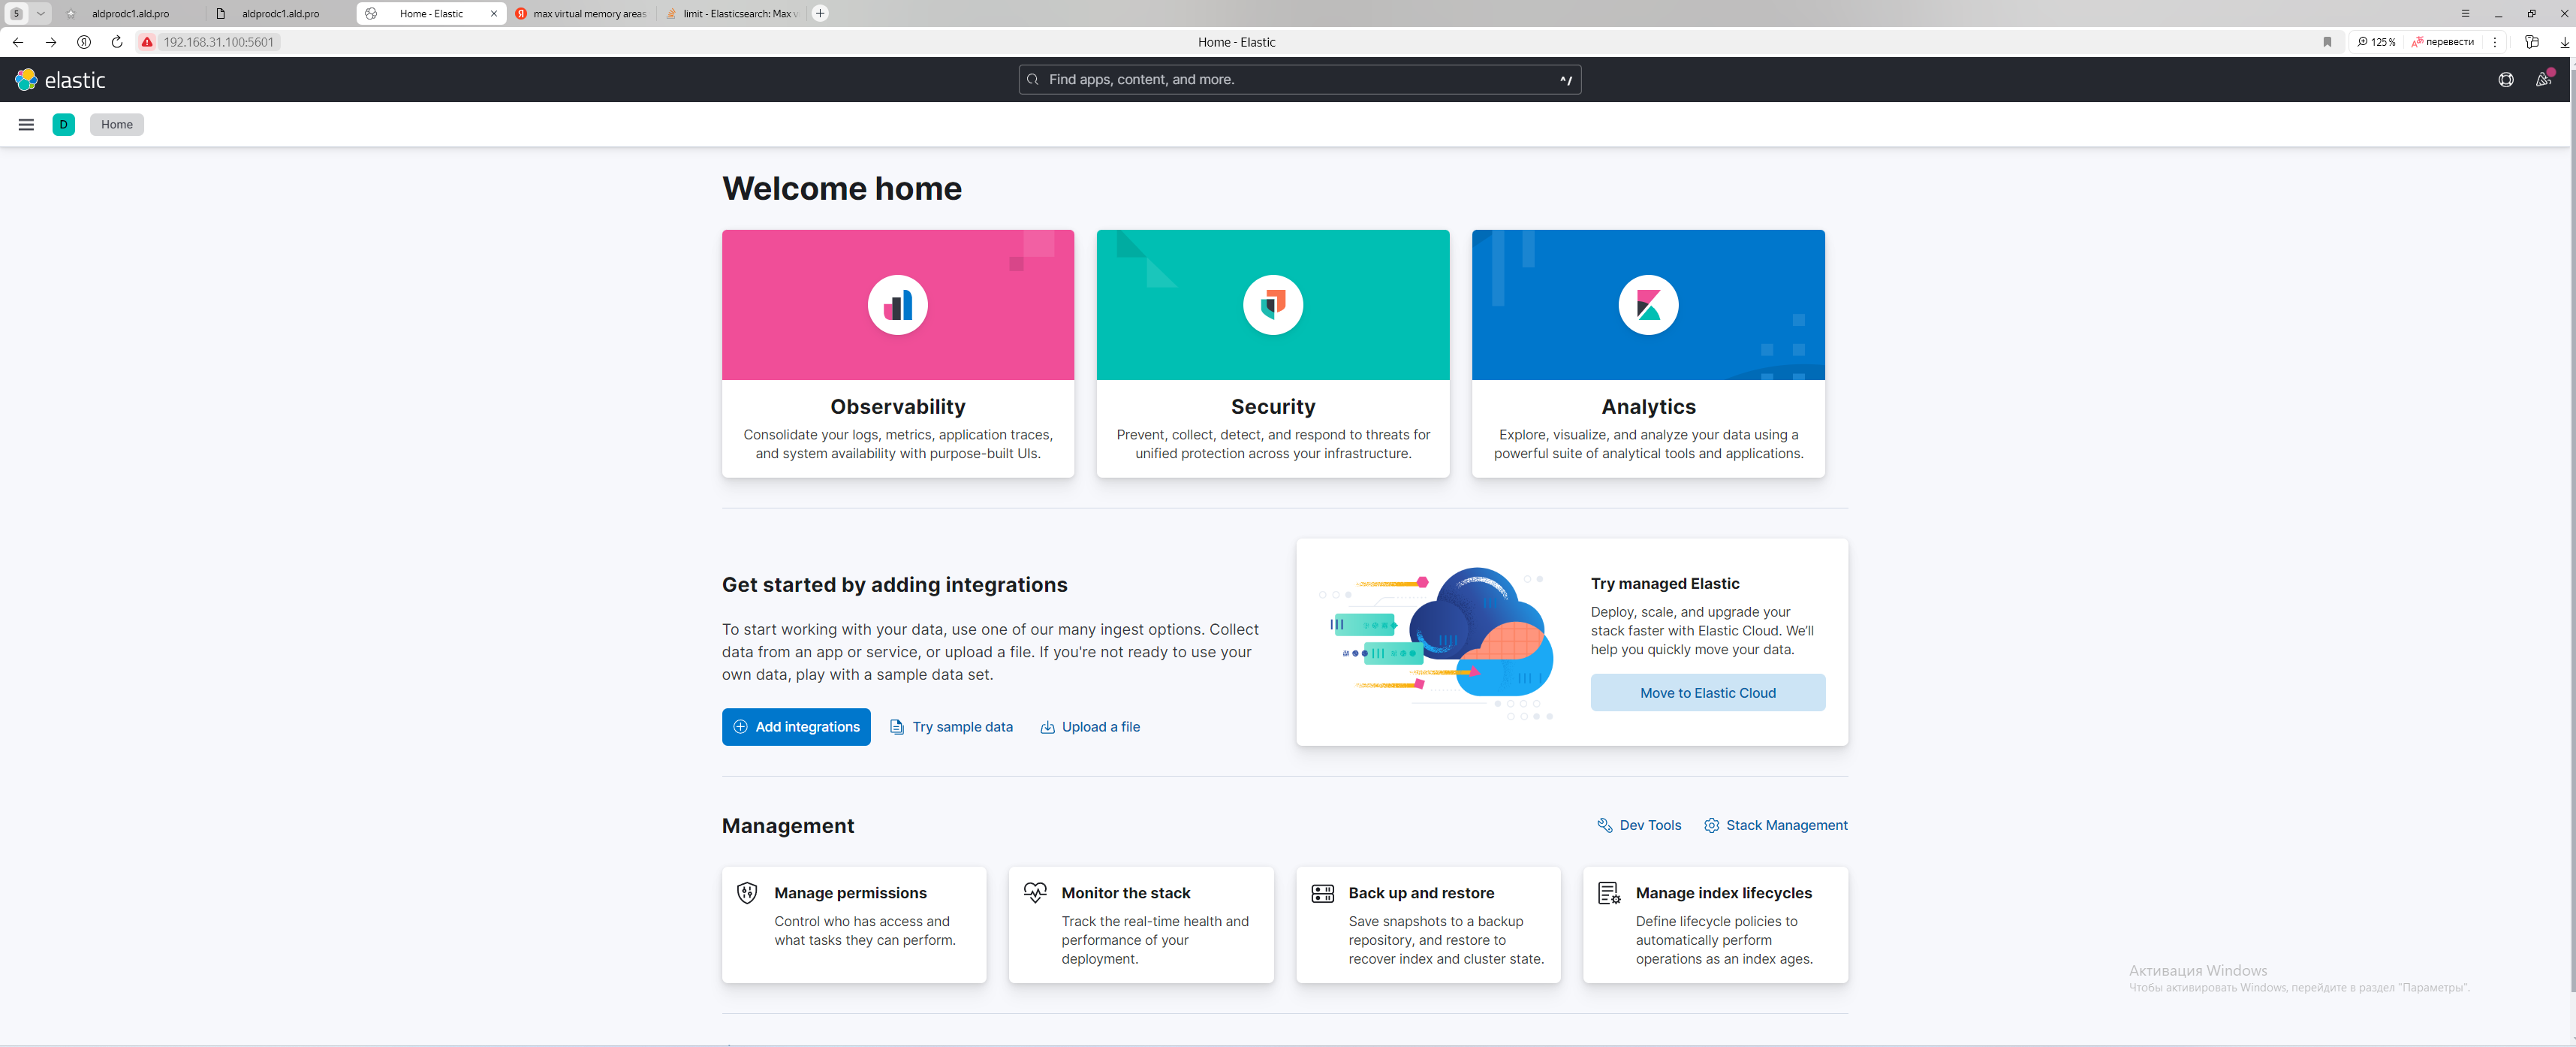 5
aldprodc1.ald.pro
aldprodc1.ald.pro
Home - Elastic
max virtual memory areas
limit - Elasticsearch: Max v
192.168.31.100:5601
Home - Elastic
125 %
перевести
elastic
Find apps, content, and more.
^/
D
Home
Welcome home
Observability
Consolidate your logs, metrics, application traces,
and system availability with purpose-built UIs.
Security
Prevent, collect, detect, and respond to threats for
unified protection across your infrastructure.
Analytics
Explore, visualize, and analyze your data using a
powerful suite of analytical tools and applications.
Get started by adding integrations
To start working with your data, use one of our many ingest options. Collect
data from an app or service, or upload a file. If you're not ready to use your
own data, play with a sample data set.
Add integrations
Try sample data
Upload a file
Try managed Elastic
Deploy, scale, and upgrade your
stack faster with Elastic Cloud. We'll
help you quickly move your data.
Move to Elastic Cloud
Management
Dev Tools
Stack Management
Manage permissions
Control who has access and
what tasks they can perform.
Monitor the stack
Track the real-time health and
performance of your
deployment.
Back up and restore
Save snapshots to a backup
repository, and restore to
recover index and cluster state.
Manage index lifecycles
Define lifecycle policies to
automatically perform
operations as an index ages.
Активация Windows
Чтобы активировать Windows, перейдите в раздел "Параметры".